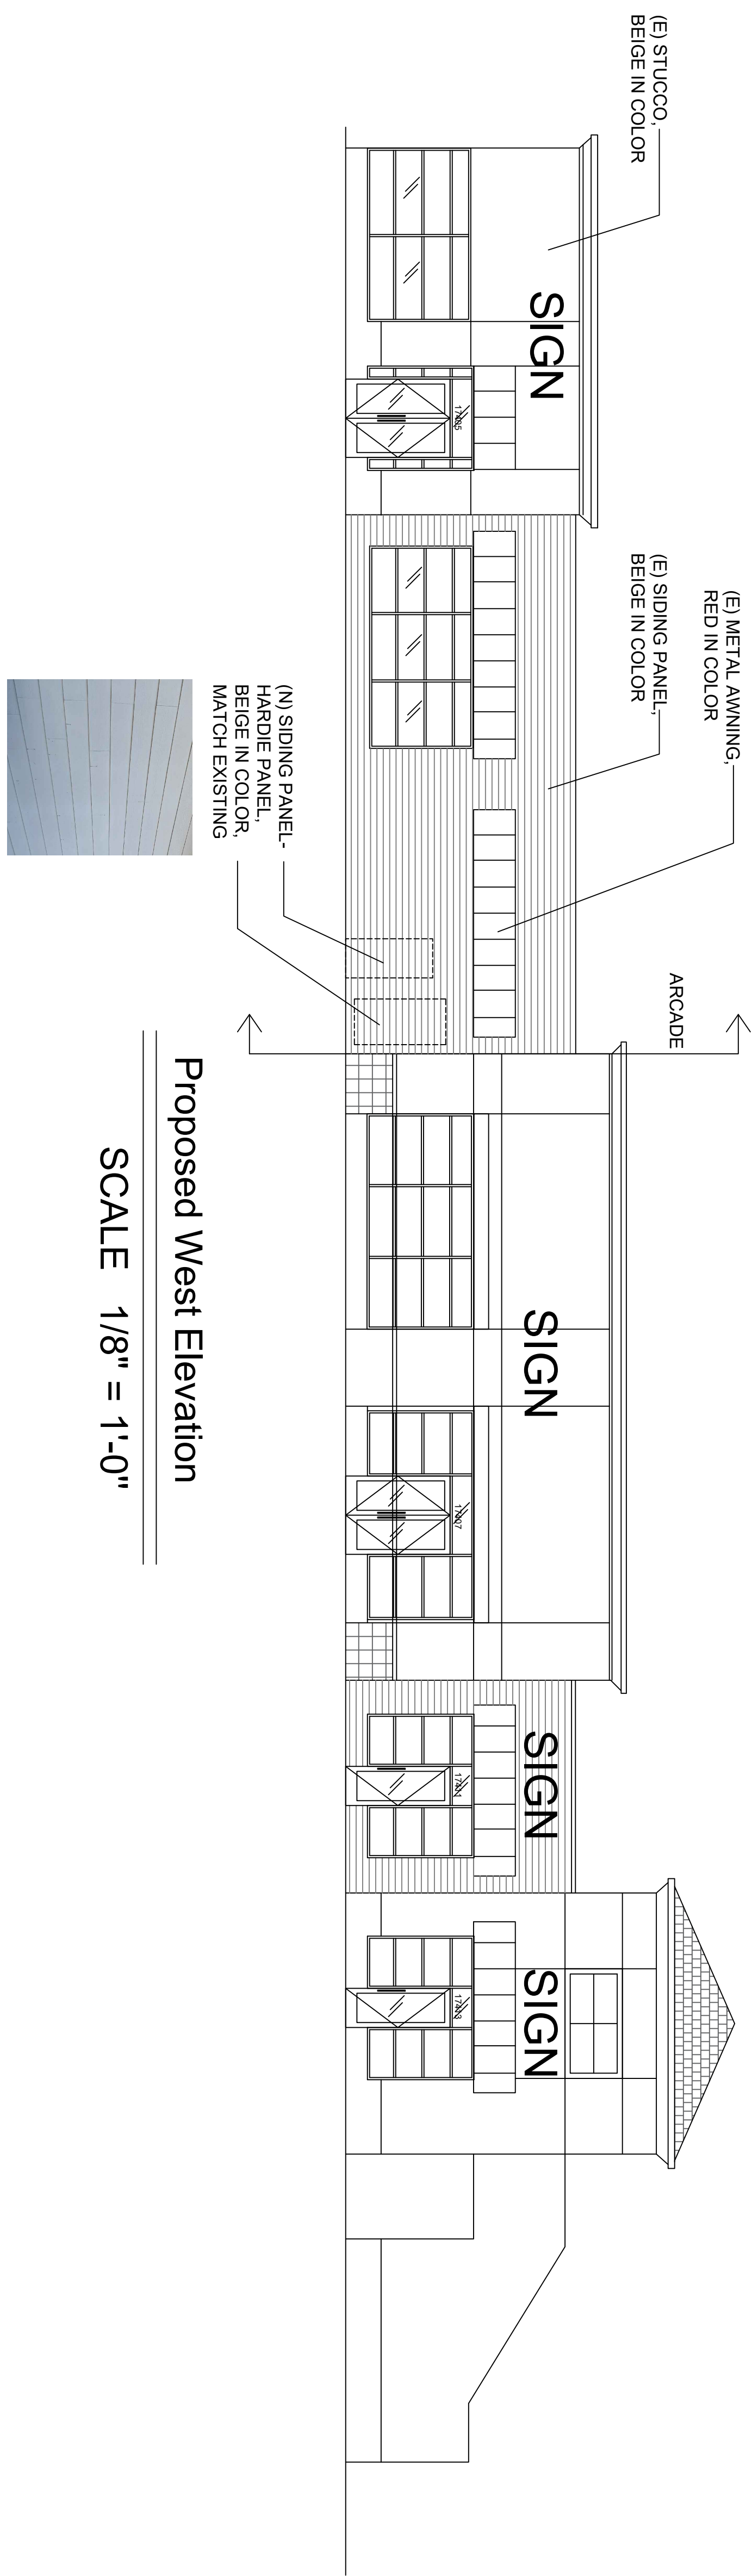 (E) STUCCO,
BEIGE IN COLOR
(E) METAL AWNING,
RED IN COLOR
(E) SIDING PANEL,
BEIGE IN COLOR
ARCADE
SIGN
SIGN
SIGN
SIGN
(N) SIDING PANEL-
HARDIE PANEL,
BEIGE IN COLOR,
MATCH EXISTING
Proposed West Elevation
SCALE 1/8" = 1'-0"